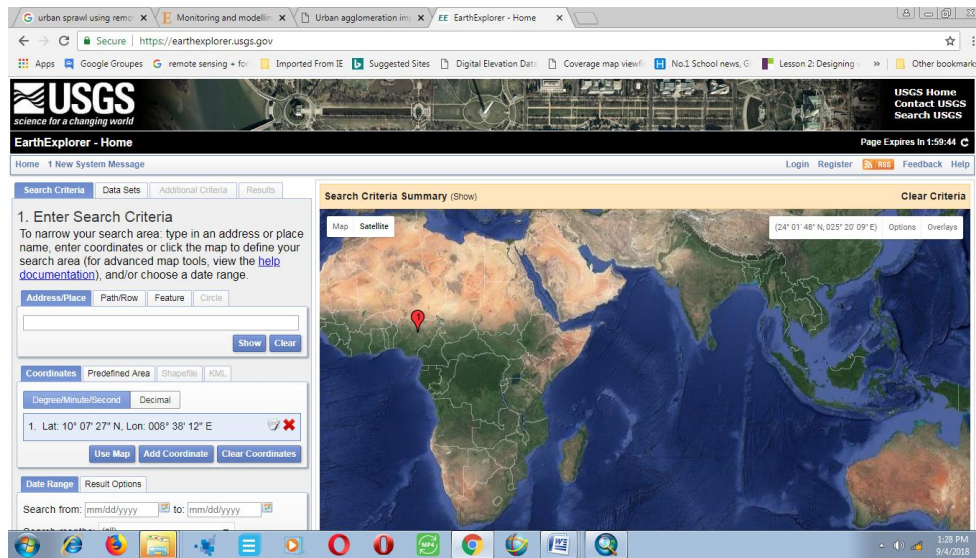 urban sprawl using remo
Monitoring and modellin
Urban agglomeration im
EE EarthExplorer - Home
Secure | https://earthexplorer.usgs.gov
Apps Google Groupes remote sensing + for Imported From IE Suggested Sites Digital Elevation Data Coverage map viewfi No.1 School news, G Lesson 2: Designing » Other bookmark
USGS
science for a changing world
USGS Home
Contact USGS
Search USGS
EarthExplorer - Home
Page Expires In 1:59:44
Home 1 New System Message
Login Register RSS Feedback Help
Search Criteria Data Sets Additional Criteria Results
1. Enter Search Criteria
To narrow your search area: type in an address or place
name, enter coordinates or click the map to define your
search area (for advanced map tools, view the help
documentation), and/or choose a date range.
Address/Place Path/Row Feature Circle
Show Clear
Coordinates Predefined Area Shapefile KML
Degree/Minute/Second Decimal
1. Lat: 10° 07' 27" N, Lon: 008° 38' 12" E
Use Map Add Coordinate Clear Coordinates
Date Range Result Options
Search from: mm/dd/yyyy to: mm/dd/yyyy
Search Criteria Summary (Show)
Clear Criteria
Map Satellite
(24° 01' 48" N, 025° 20' 09" E) Options Overlays
1
MP4
1:28 PM
9/4/2018